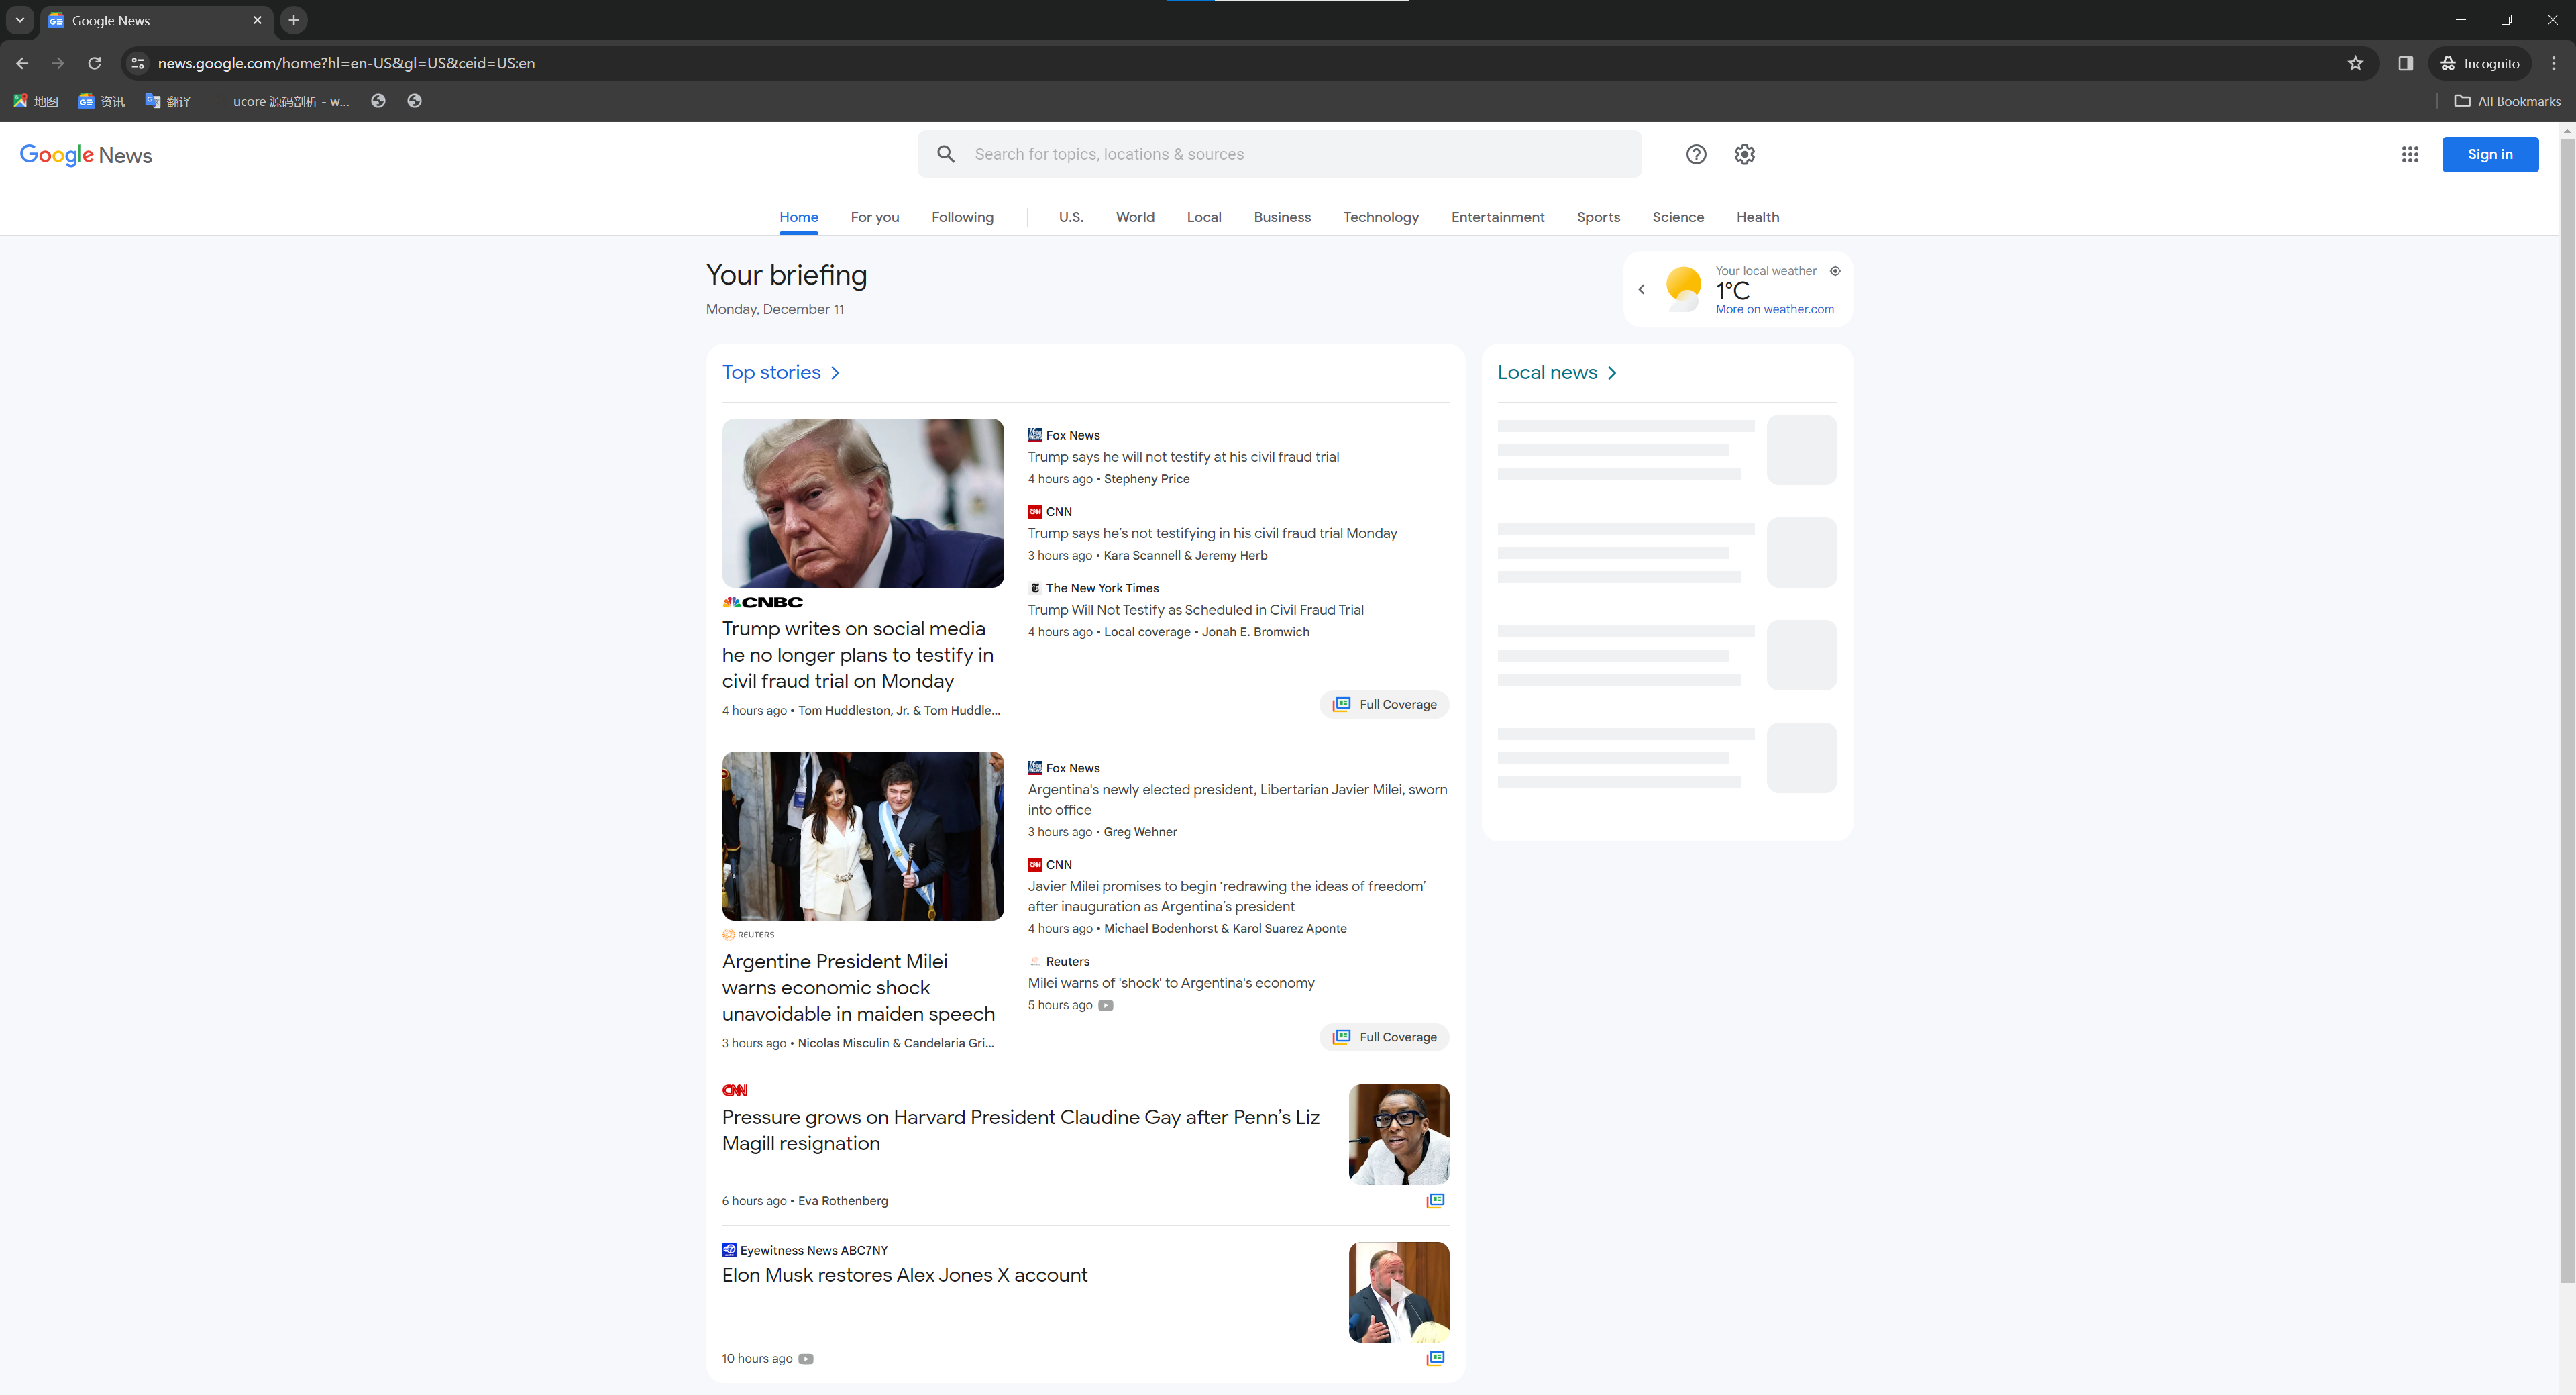 Google News
news.google.com/home?hl=en-US&gl=US&ceid=US:en
Incognito
地图
资讯
翻译
ucore 源码剖析 - w...
All Bookmarks
Google News
Search for topics, locations & sources
Sign in
Home
For you
Following
U.S.
World
Local
Business
Technology
Entertainment
Sports
Science
Health
Your briefing
Monday, December 11
Your local weather
1°C
More on weather.com
Top stories
CNBC
Trump writes on social media
he no longer plans to testify in
civil fraud trial on Monday
4 hours ago • Tom Huddleston, Jr. & Tom Huddle...
Fox News
Trump says he will not testify at his civil fraud trial
4 hours ago • Stepheny Price
CNN
Trump says he’s not testifying in his civil fraud trial Monday
3 hours ago • Kara Scannell & Jeremy Herb
The New York Times
Trump Will Not Testify as Scheduled in Civil Fraud Trial
4 hours ago • Local coverage • Jonah E. Bromwich
Full Coverage
REUTERS
Argentine President Milei
warns economic shock
unavoidable in maiden speech
3 hours ago • Nicolas Misculin & Candelaria Gri...
Fox News
Argentina's newly elected president, Libertarian Javier Milei, sworn
into office
3 hours ago • Greg Wehner
CNN
Javier Milei promises to begin ‘redrawing the ideas of freedom’
after inauguration as Argentina’s president
4 hours ago • Michael Bodenhorst & Karol Suarez Aponte
Reuters
Milei warns of 'shock' to Argentina's economy
5 hours ago
Full Coverage
CNN
Pressure grows on Harvard President Claudine Gay after Penn’s Liz
Magill resignation
6 hours ago • Eva Rothenberg
Eyewitness News ABC7NY
Elon Musk restores Alex Jones X account
10 hours ago
Local news